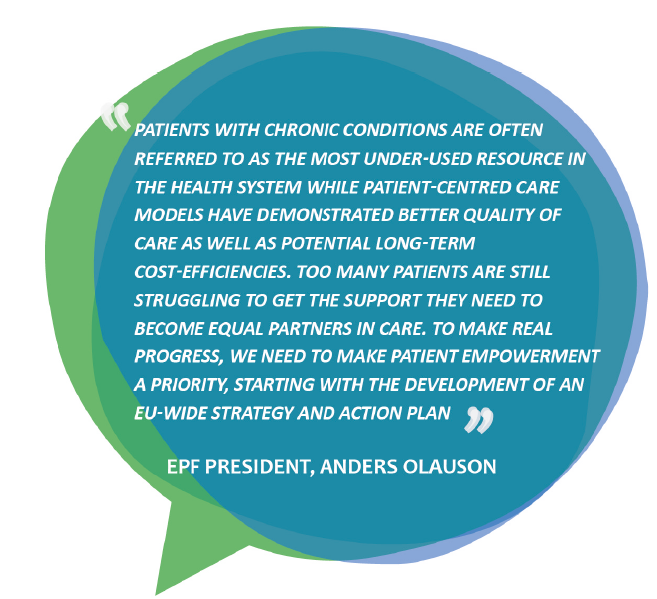 “PATIENTS WITH CHRONIC CONDITIONS ARE OFTEN
REFERRED TO AS THE MOST UNDER-USED RESOURCE IN
THE HEALTH SYSTEM WHILE PATIENT-CENTRED CARE
MODELS HAVE DEMONSTRATED BETTER QUALITY OF
CARE AS WELL AS POTENTIAL LONG-TERM
COST-EFFICIENCIES. TOO MANY PATIENTS ARE STILL
STRUGGLING TO GET THE SUPPORT THEY NEED TO
BECOME EQUAL PARTNERS IN CARE. TO MAKE REAL
PROGRESS, WE NEED TO MAKE PATIENT EMPOWERMENT
A PRIORITY, STARTING WITH THE DEVELOPMENT OF AN
EU-WIDE STRATEGY AND ACTION PLAN”
EPF PRESIDENT, ANDERS OLAUSON